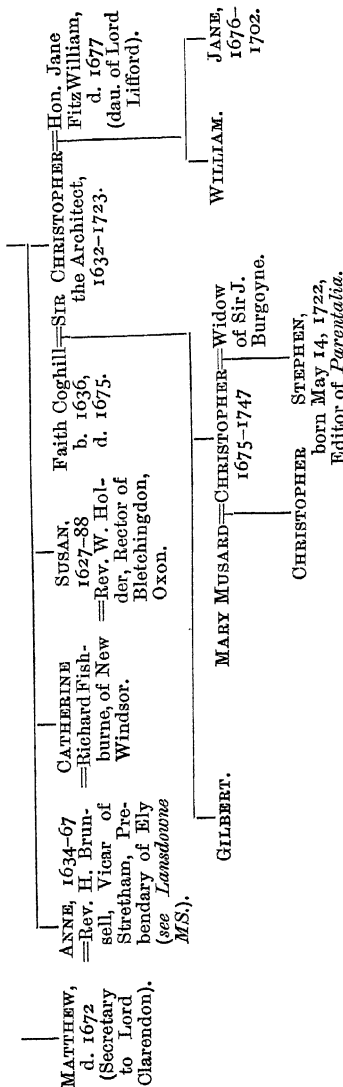 MATTHEW,
d. 1672
(Secretary
to Lord
Clarendon).
ANNE, 1634–67
=Rev. H. Brun-
sell, Vicar of
Stretham, Pre-
bendary of Ely
(see Lansdowne
MS.).
CATHERINE
=Richard Fish-
burne, of New
Windsor.
SUSAN,
1627–88
=Rev. W. Hol-
der, Rector of
Bletchingdon,
Oxon.
Faith Coghill=SIR CHRISTOPHER=Hon. Jane
b. 1636,
d. 1675.
the Architect,
1632–1723.
FitzWilliam,
d. 1677
(dau. of Lord
Lifford).
GILBERT.
MARY MUSARD=CHRISTOPHER=Widow
1675–1747
of Sir J.
Burgoyne.
WILLIAM.
JANE,
1676–
1702.
CHRISTOPHER
STEPHEN,
born May 14, 1722,
Editor of Parentalia.